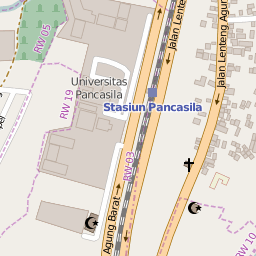 RW 05
Jalan Lenteng
Jalan Lenteng Agung
Universitas
Pancasila
Stasiun Pancasila
RW 19
RW 03
Agung Barat
RW 10